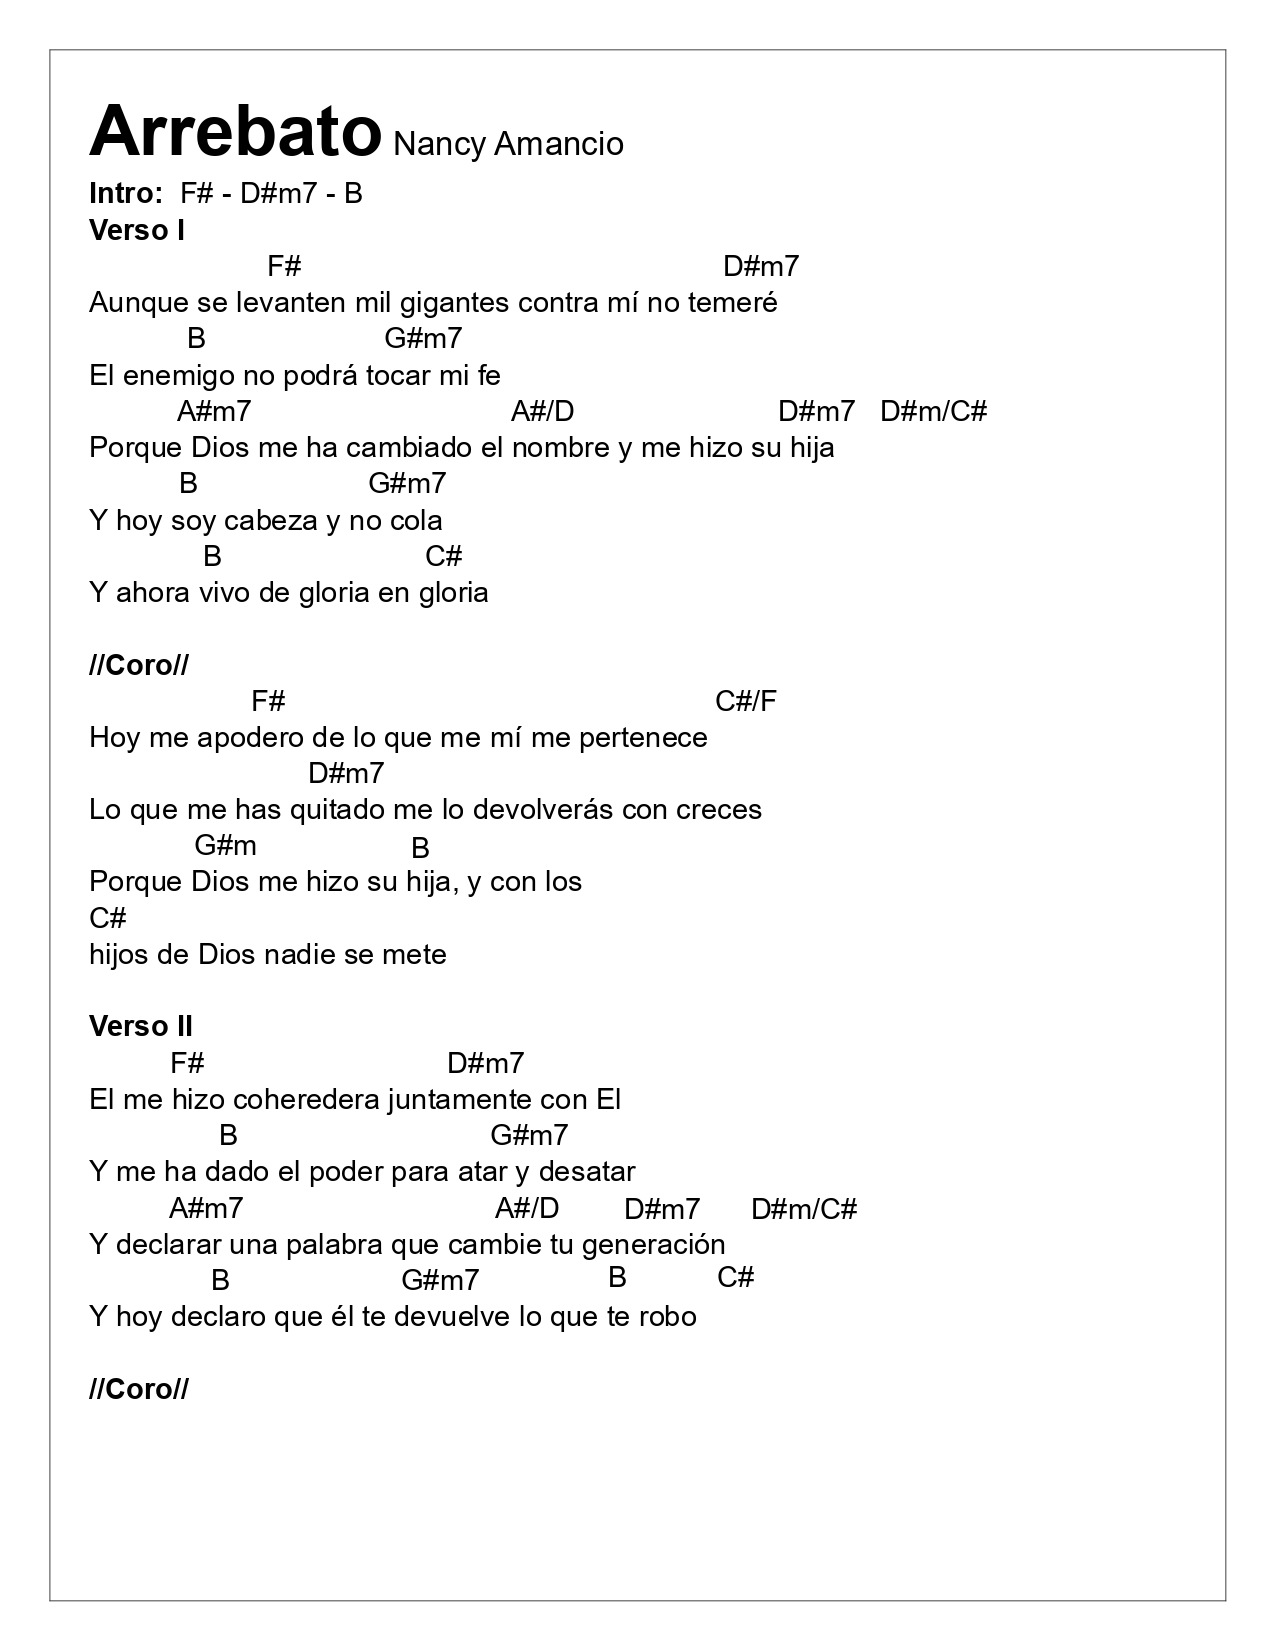 Arrebato Nancy Amancio
Intro: F# - D#m7 - B
Verso I
F# D#m7
Aunque se levanten mil gigantes contra mí no temeré
B G#m7
El enemigo no podrá tocar mi fe
A#m7 A#/D D#m7 D#m/C#
Porque Dios me ha cambiado el nombre y me hizo su hija
B G#m7
Y hoy soy cabeza y no cola
B C#
Y ahora vivo de gloria en gloria
//Coro//
F# C#/F
Hoy me apodero de lo que me mí me pertenece
D#m7
Lo que me has quitado me lo devolverás con creces
G#m B
Porque Dios me hizo su hija, y con los
C#
hijos de Dios nadie se mete
Verso II
F# D#m7
El me hizo coheredera juntamente con El
B G#m7
Y me ha dado el poder para atar y desatar
A#m7 A#/D D#m7 D#m/C#
Y declarar una palabra que cambie tu generación
B G#m7 B C#
Y hoy declaro que él te devuelve lo que te robo
//Coro//